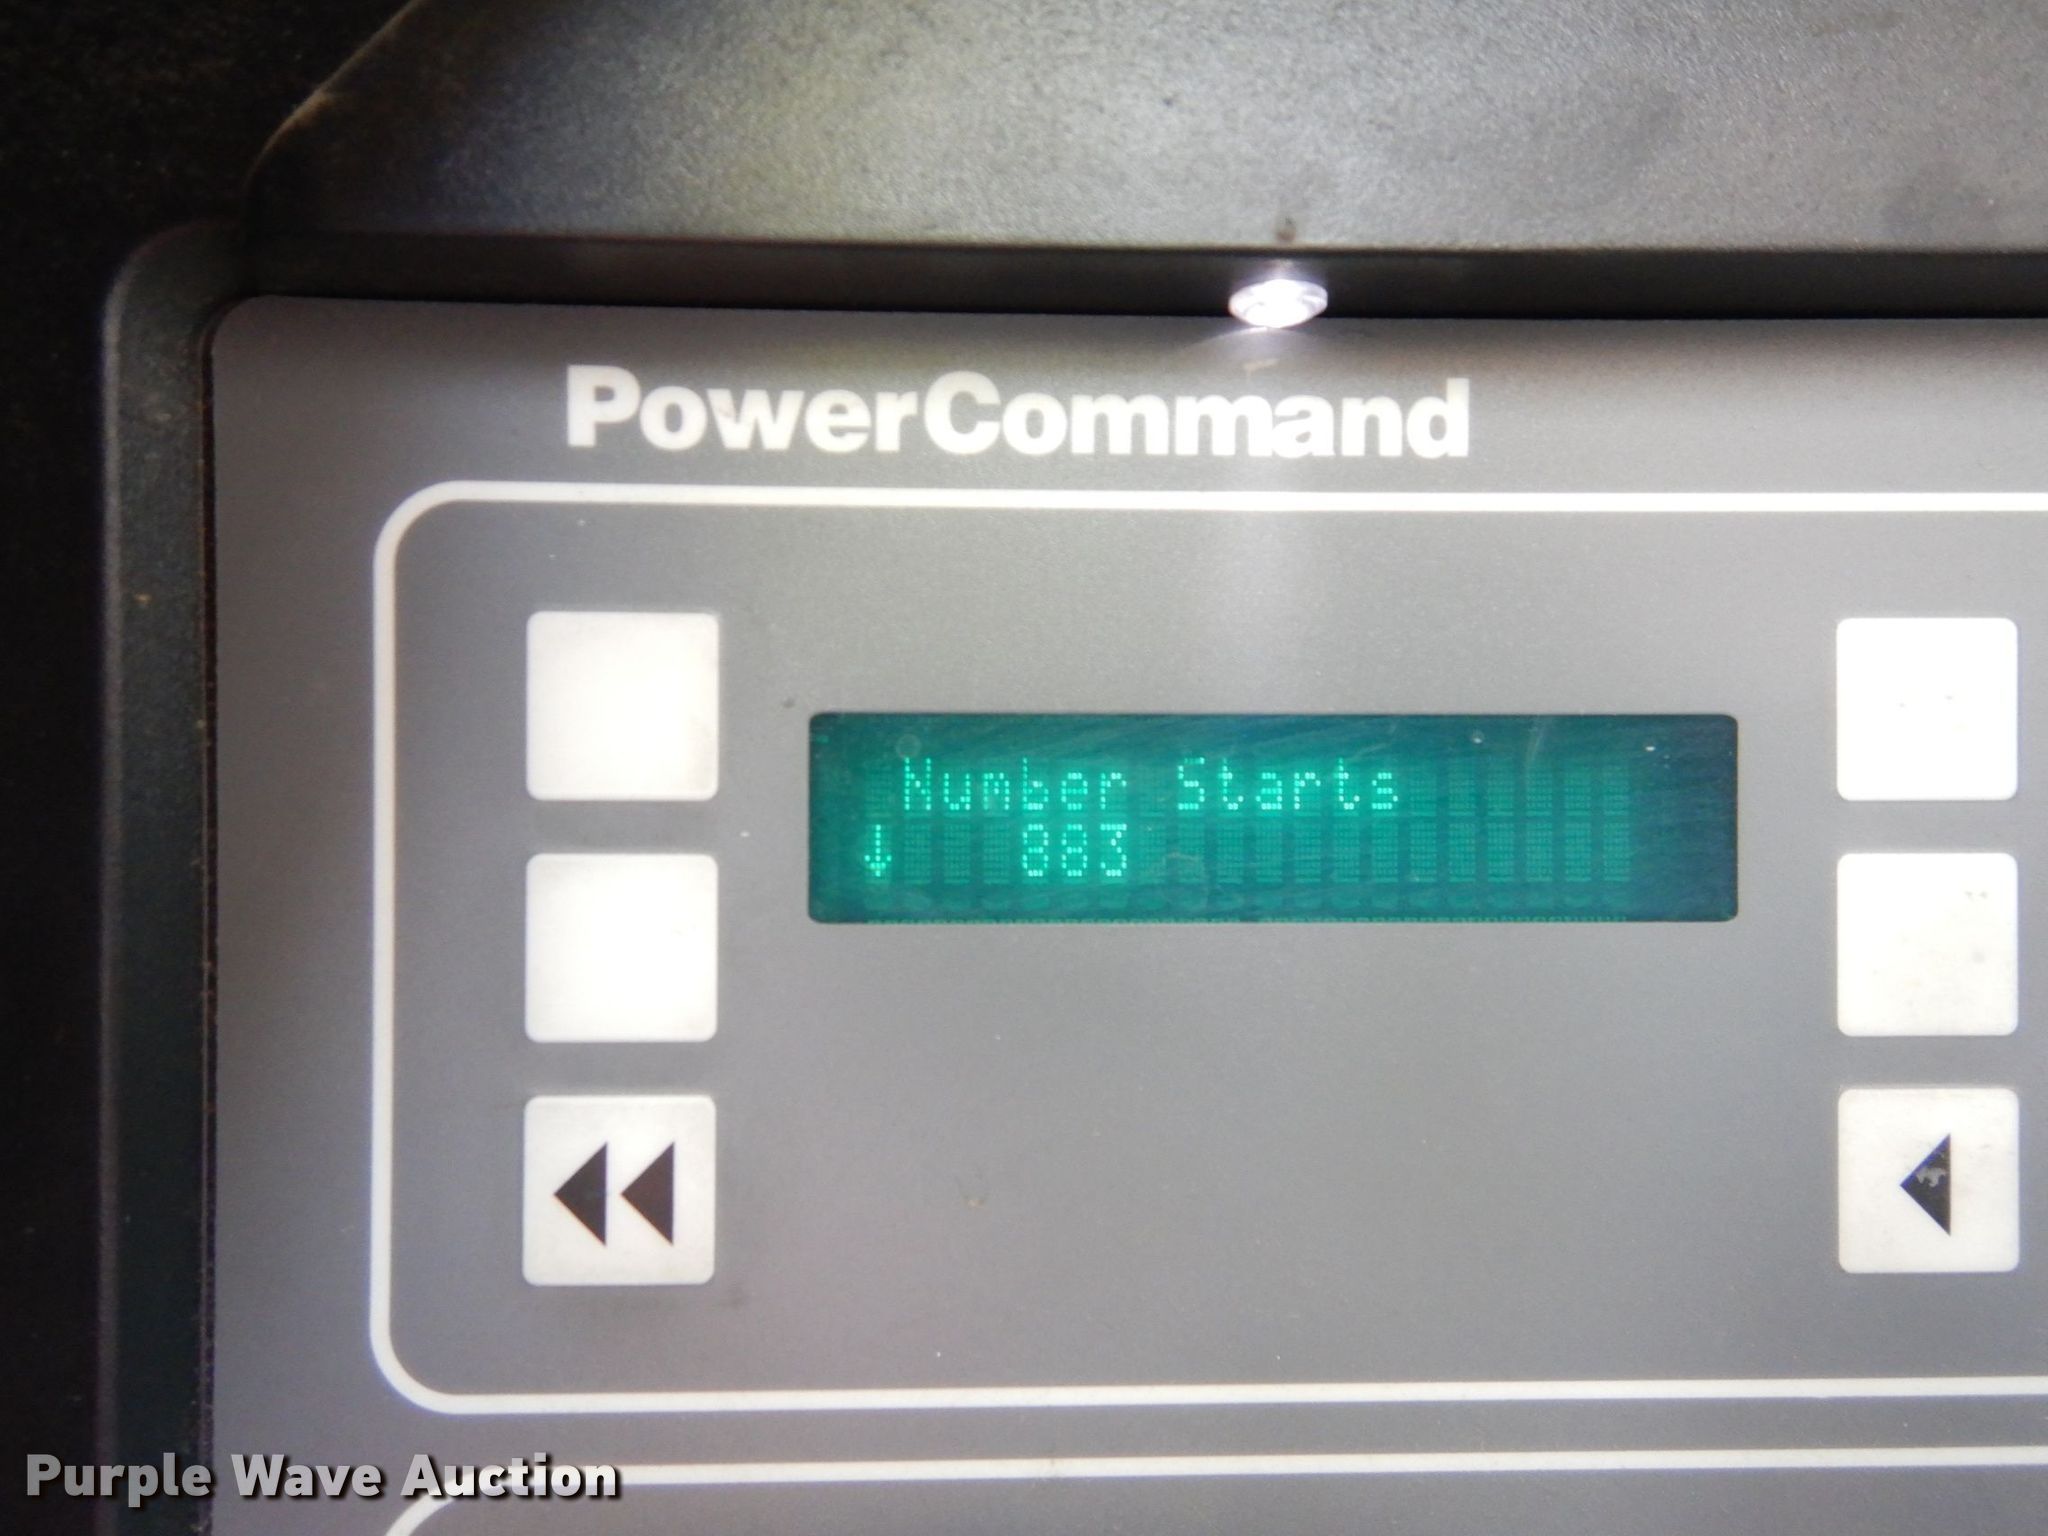 PowerCommand
Number Starts
↓ 883
Purple Wave Auction